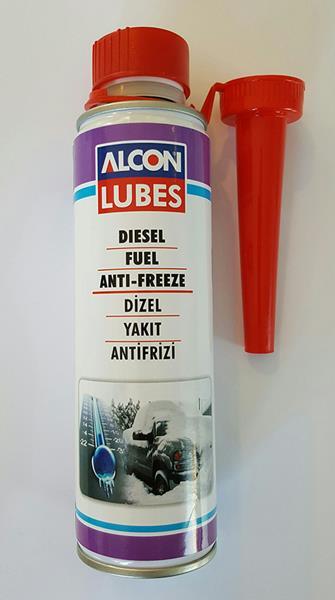 ALCON
LUBES
DIESEL
FUEL
ANTI-FREEZE
DİZEL
YAKIT
ANTİFRİZİ